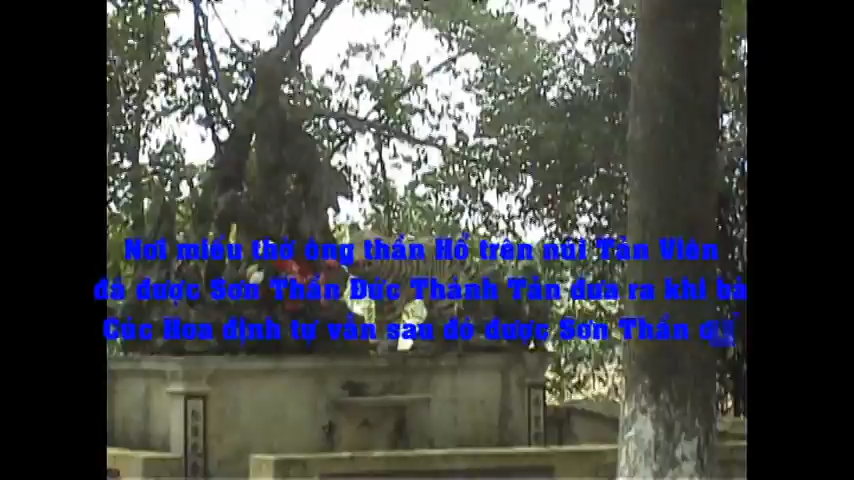 Nơi miếu thờ ông thần Hổ trên núi Tản Viên
đã được Sơn Thần Đức Thánh Tản đưa ra khi bà
Cúc Hoa định tự vẫn sau đó được Sơn Thần